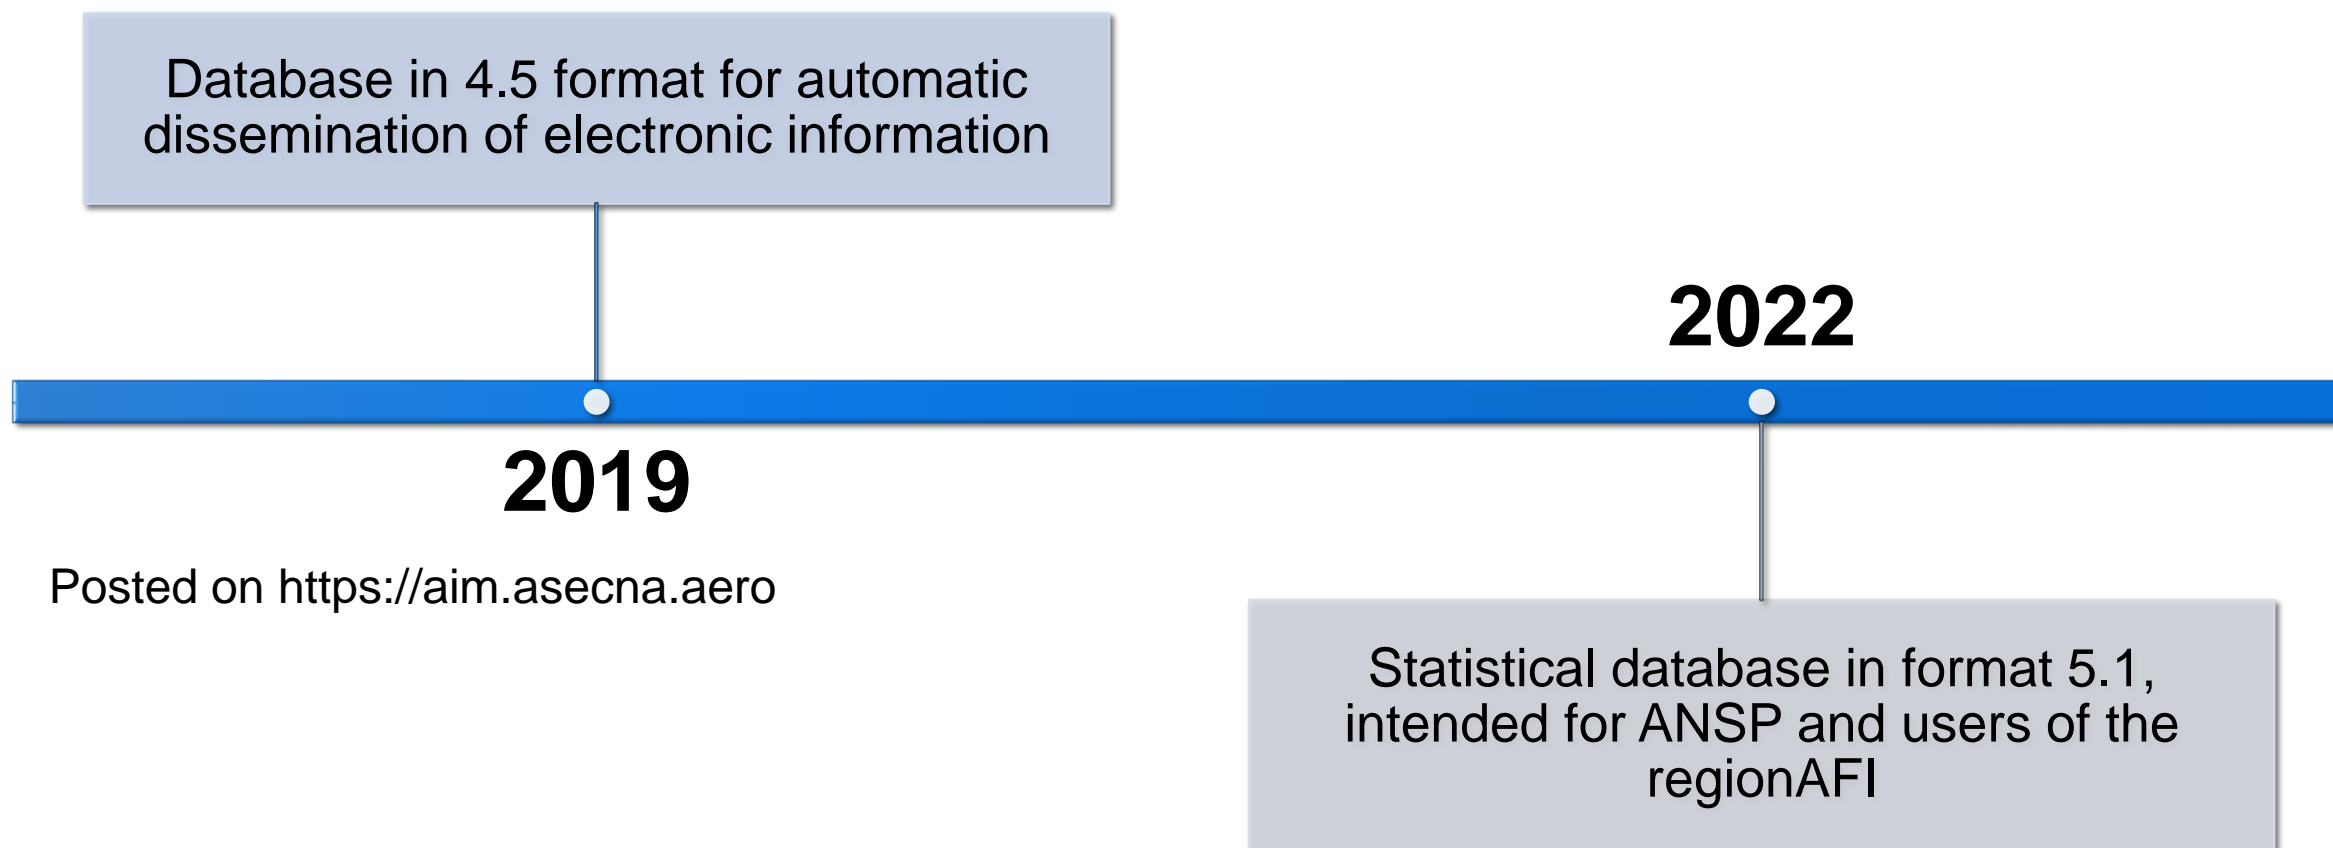 Database in 4.5 format for automatic
dissemination of electronic information
2022
2019
Posted on https://aim.asecna.aero
Statistical database in format 5.1,
intended for ANSP and users of the
regionAFI